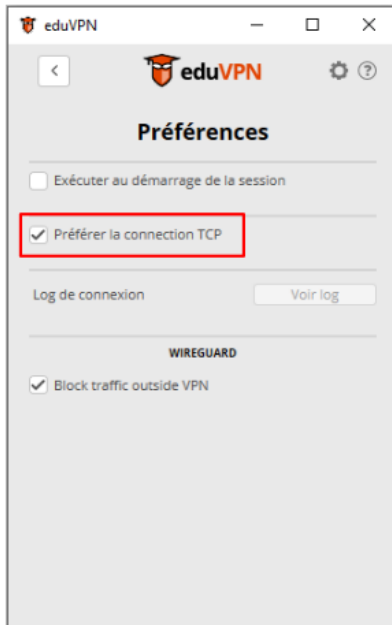 eduVPN
eduVPN
Préférences
Exécuter au démarrage de la session
Préférer la connection TCP
Log de connexion
Voir log
WIREGUARD
Block traffic outside VPN